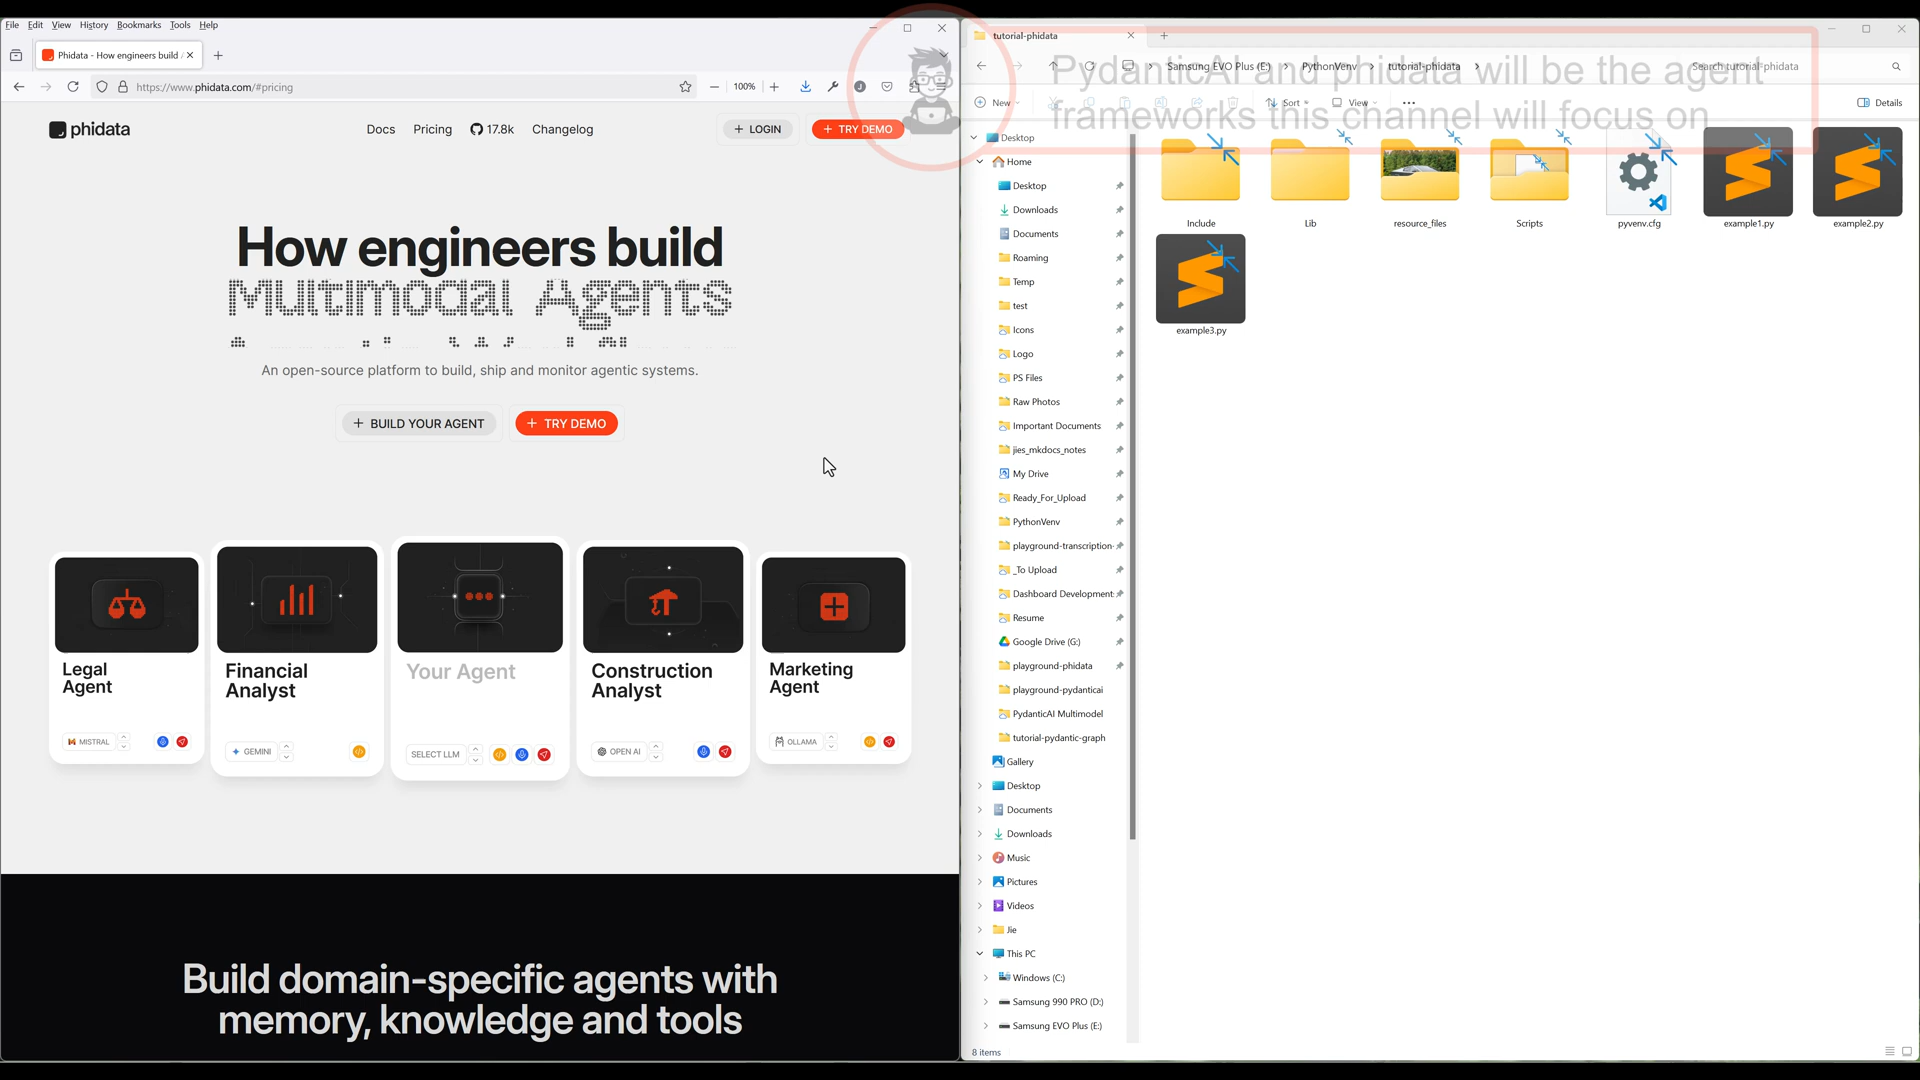 File Edit View History Bookmarks Tools Help
Phidata - How engineers build
https://www.phidata.com/#pricing
100%
phidata
Docs Pricing 17.8k Changelog
+ LOGIN
+ TRY DEMO
How engineers build
Multimodal Agents
An open-source platform to build, ship and monitor agentic systems.
+ BUILD YOUR AGENT
+ TRY DEMO
Legal
Agent
MISTRAL
Financial
Analyst
GEMINI
Your Agent
SELECT LLM
Construction
Analyst
OPEN AI
Marketing
Agent
OLLAMA
Build domain-specific agents with
memory, knowledge and tools
tutorial-phidata
PydanticAI and phidata will be the agent
frameworks this channel will focus on
Samsung EVO Plus (E:) > PythonVenv > tutorial-phidata >
Search tutorial-phidata
New
Sort
View
Details
Desktop
Home
Desktop
Downloads
Documents
Roaming
Temp
test
Icons
Logo
PS Files
Raw Photos
Important Documents
jies_mkdocs_notes
My Drive
Ready_For_Upload
PythonVenv
playground-transcription-
_To Upload
Dashboard Development
Resume
Google Drive (G:)
playground-phidata
playground-pydanticai
PydanticAI Multimodel
tutorial-pydantic-graph
Gallery
Desktop
Documents
Downloads
Music
Pictures
Videos
Jie
This PC
Windows (C:)
Samsung 990 PRO (D:)
Samsung EVO Plus (E:)
Include
Lib
resource_files
Scripts
pyvenv.cfg
example1.py
example2.py
example3.py
8 items